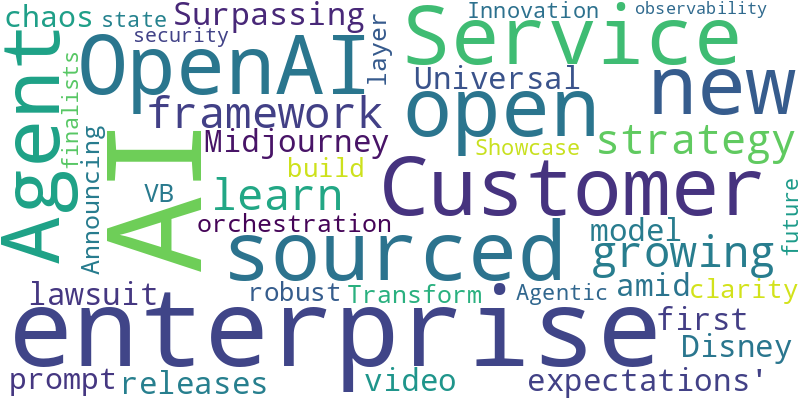 chaos
state
Surpassing
Innovation
observability
security
OpenAI
layer
Service
Agent
finalists
framework
Universal
open
new
Announcing
AI
Midjourney
Showcase
strategy
VB
build
learn
Customer
orchestration
sourced
model
growing
future
lawsuit
robust
Transform
Agentic
amid
clarity
enterprise
first
Disney
prompt
releases
video
expectations'